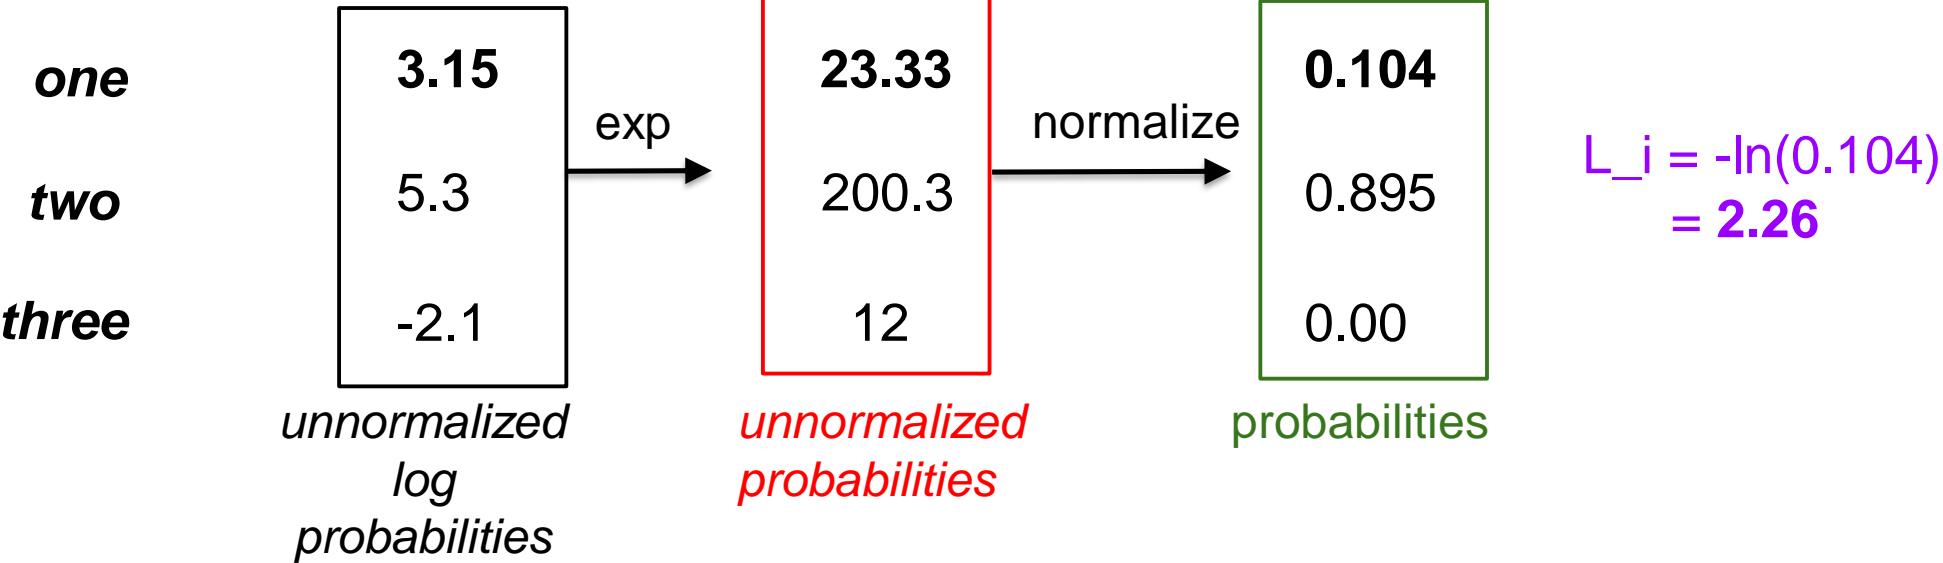 one 3.15 23.33 0.104
exp normalize
L_i = -ln(0.104)
two 5.3 200.3 0.895
= 2.26
three -2.1 12 0.00
unnormalized
log
probabilities
unnormalized
probabilities
probabilities